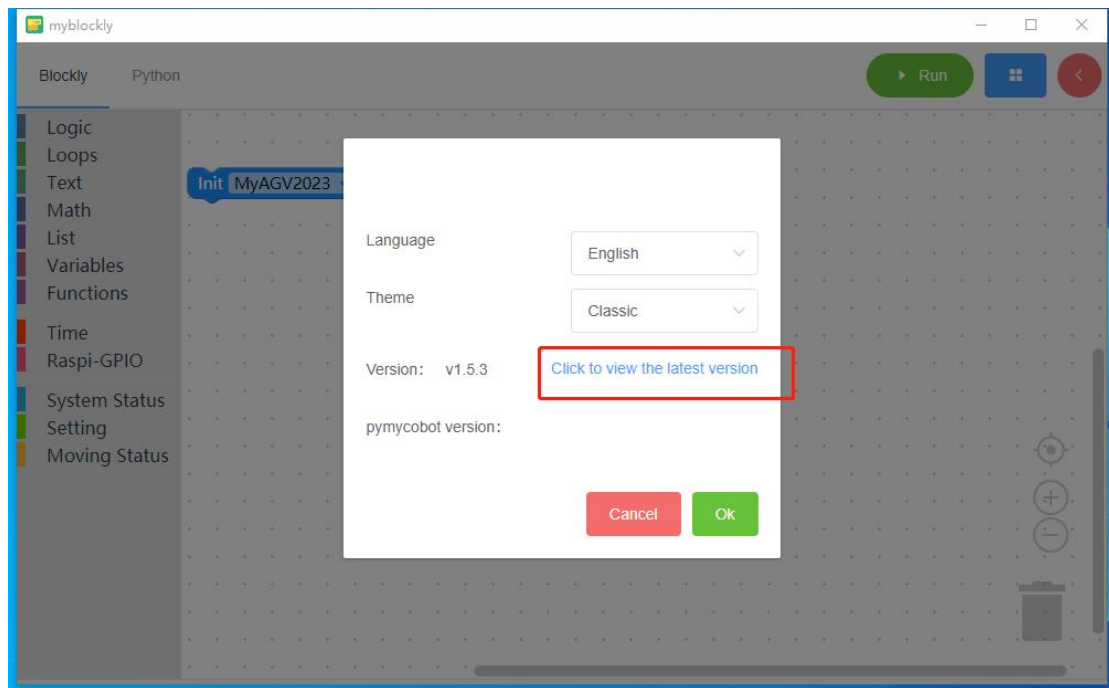 myblockly
Blockly Python Run
Logic
Loops
Text
Math
List
Variables
Functions
Time
Raspi-GPIO
System Status
Setting
Moving Status
Init MyAGV2023
Language English
Theme Classic
Version: v1.5.3 Click to view the latest version
pymycobot version:
Cancel Ok